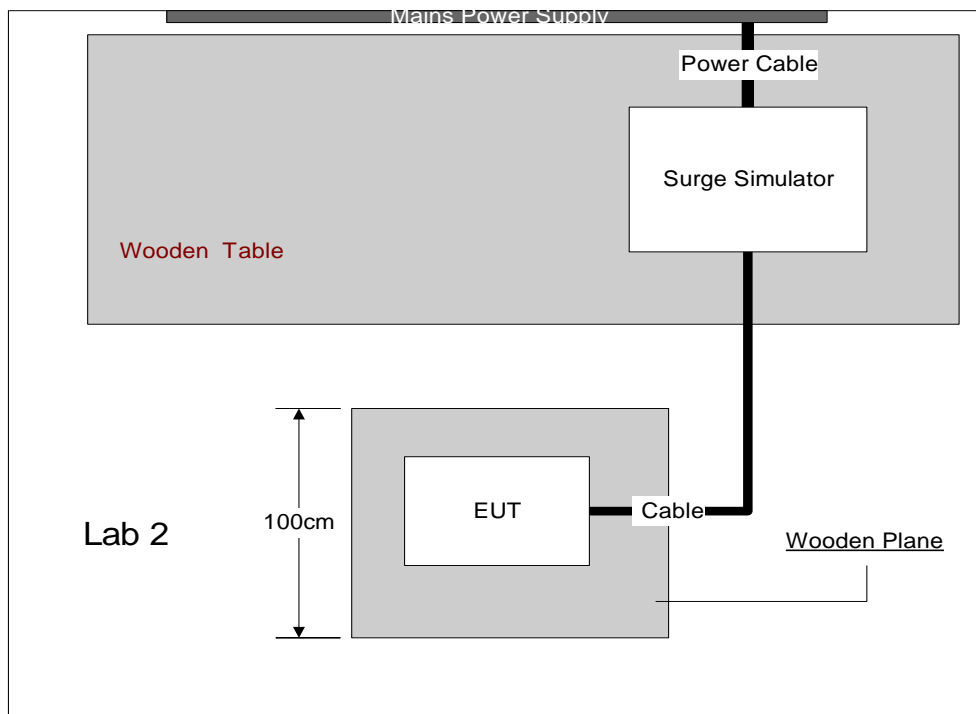 Mains Power Supply
Power Cable
Surge Simulator
Wooden Table
EUT
Cable
100cm
Lab 2
Wooden Plane